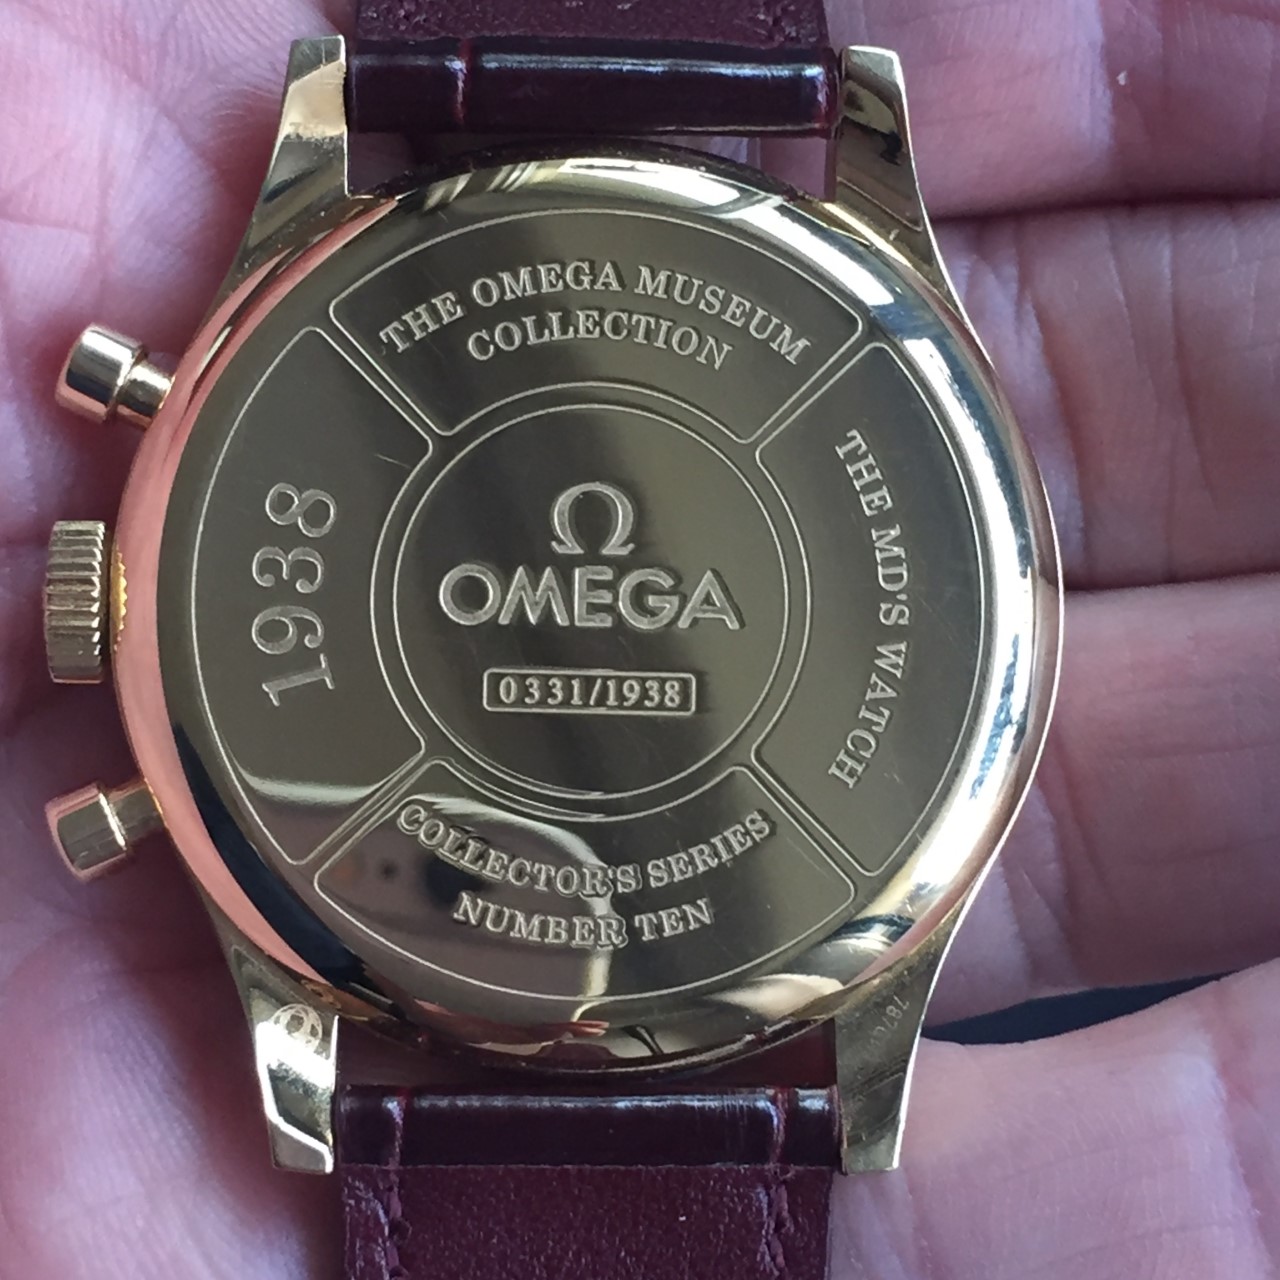 THE OMEGA MUSEUM
COLLECTION
1938
THE MD'S WATCH
Ω
OMEGA
0331/1938
COLLECTOR'S SERIES
NUMBER TEN